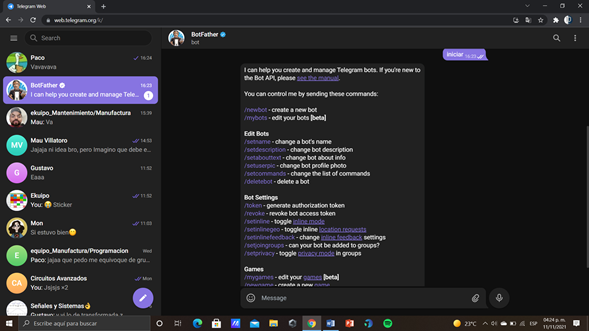 Telegram Web
web.telegram.org/k/
Search
Paco
16:24
Vavavava
BotFather
16:23
I can help you create and manage Tele...
1
ekuipo_Mantenimiento/Manufactura
15:39
Mau: Va
MV
Mau Villatoro
14:53
Jajaja ni idea bro, pero Imagino que debe e...
G
Gustavo
11:52
Eaaa
Ekuipo
11:52
You: Sticker
Mon
11:03
Si estuvo bien
E
equipo_Manufactura/Programacion
Wed
Paco: jajaa que pedo me equivoque de gru...
CA
Circuitos Avanzados
Mon
You: Jsjsjs ×2
Señales y Sistemas
BotFather
bot
iniciar 16:23
I can help you create and manage Telegram bots. If you're new to
the Bot API, please see the manual.
You can control me by sending these commands:
/newbot - create a new bot
/mybots - edit your bots [beta]
Edit Bots
/setname - change a bot's name
/setdescription - change bot description
/setabouttext - change bot about info
/setuserpic - change bot profile photo
/setcommands - change the list of commands
/deletebot - delete a bot
Bot Settings
/token - generate authorization token
/revoke - revoke bot access token
/setinline - toggle inline mode
/setinlinegeo - toggle inline location requests
/setinlinefeedback - change inline feedback settings
/setjoingroups - can your bot be added to groups?
/setprivacy - toggle privacy mode in groups
Games
/mygames - edit your games [beta]
/newgame - create a new game
Message
Escribe aquí para buscar
23°C
ESP
04:24 p. m.
11/11/2021